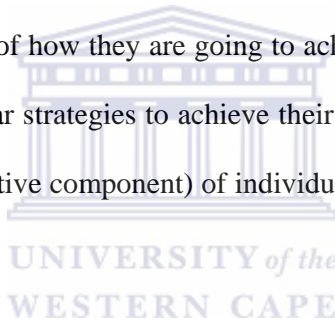 of how they are going to ach
ar strategies to achieve their
tive component) of individu
UNIVERSITY of the
WESTERN CAPE